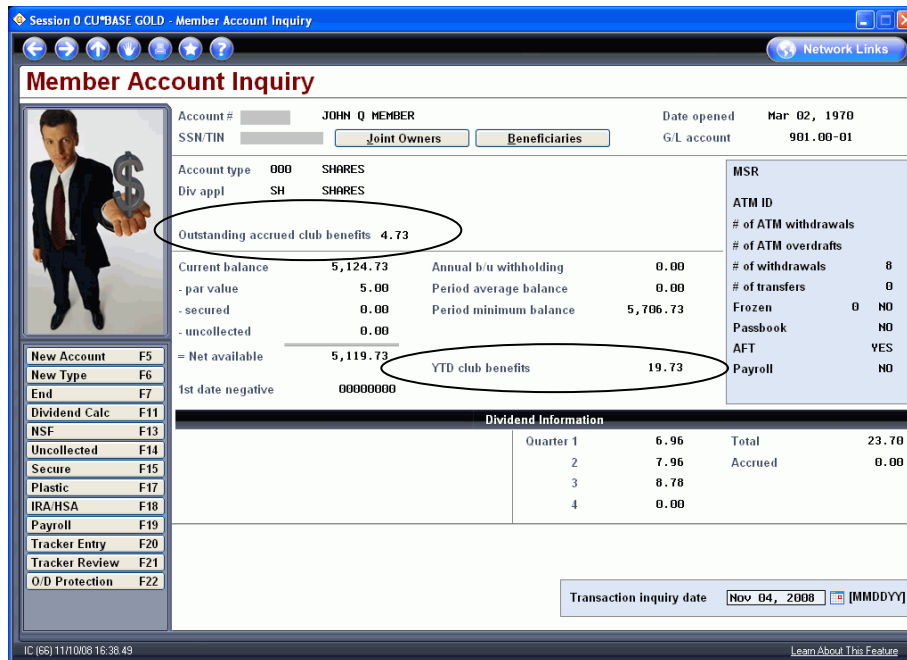 Session 0 CU*BASE GOLD - Member Account Inquiry
Network Links
Member Account Inquiry
Account # JOHN Q MEMBER Date opened Mar 02, 1970
SSN/TIN Joint Owners Beneficiaries G/L account 901.00-01
Account type 000 SHARES
Div appl SH SHARES
Outstanding accrued club benefits 4.73
MSR
ATM ID
# of ATM withdrawals
# of ATM overdrafts
# of withdrawals 8
# of transfers 0
Frozen 0 NO
Passbook NO
AFT YES
Payroll NO
Current balance 5,124.73 Annual b/u withholding 0.00
- par value 5.00 Period average balance 0.00
- secured 0.00 Period minimum balance 5,706.73
- uncollected 0.00
= Net available 5,119.73
YTD club benefits 19.73
1st date negative 00000000
New Account F5
New Type F6
End F7
Dividend Calc F11
NSF F13
Uncollected F14
Secure F15
Plastic F17
IRA/HSA F18
Payroll F19
Tracker Entry F20
Tracker Review F21
O/D Protection F22
Dividend Information
Quarter 1 6.96 Total 23.70
2 7.96 Accrued 0.00
3 8.78
4 0.00
Transaction inquiry date Nov 04, 2008 [MMDDYY]
IC (66) 11/10/08 16:38:49 Learn About This Feature